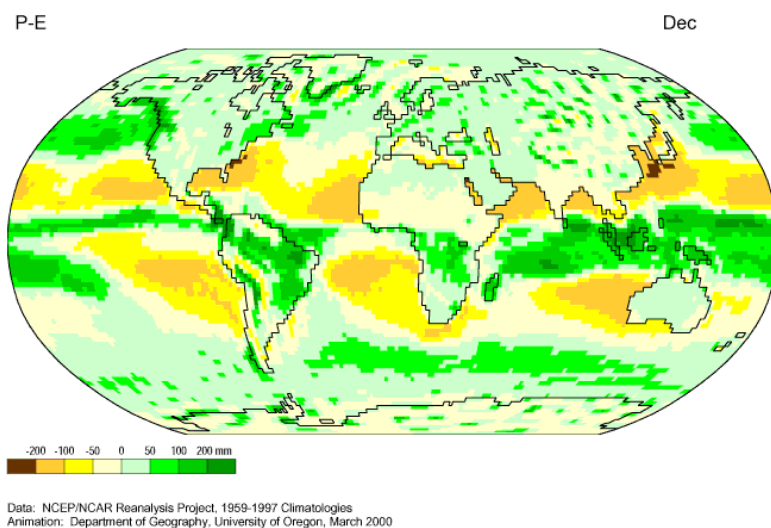 P-E Dec
-200 -100 -50 0 50 100 200 mm
Data: NCEP/NCAR Reanalysis Project, 1959-1997 Climatologies
Animation: Department of Geography, University of Oregon, March 2000